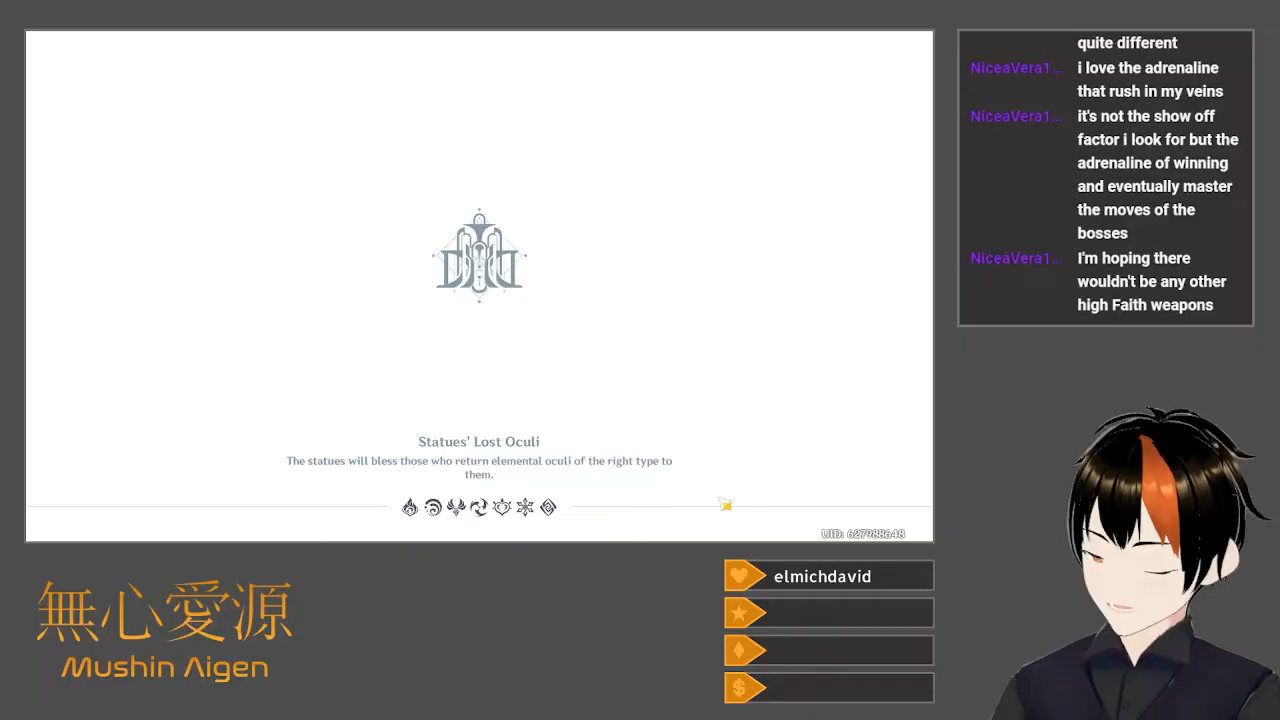 Statues' Lost Oculi
The statues will bless those who return elemental oculi of the right type to
them.
UID: 627988648
quite different
NiceaVera1... i love the adrenaline
that rush in my veins
NiceaVera1... it's not the show off
factor i look for but the
adrenaline of winning
and eventually master
the moves of the
bosses
NiceaVera1... I'm hoping there
wouldn't be any other
high Faith weapons
無心愛源
Mushin Aigen
elmichdavid